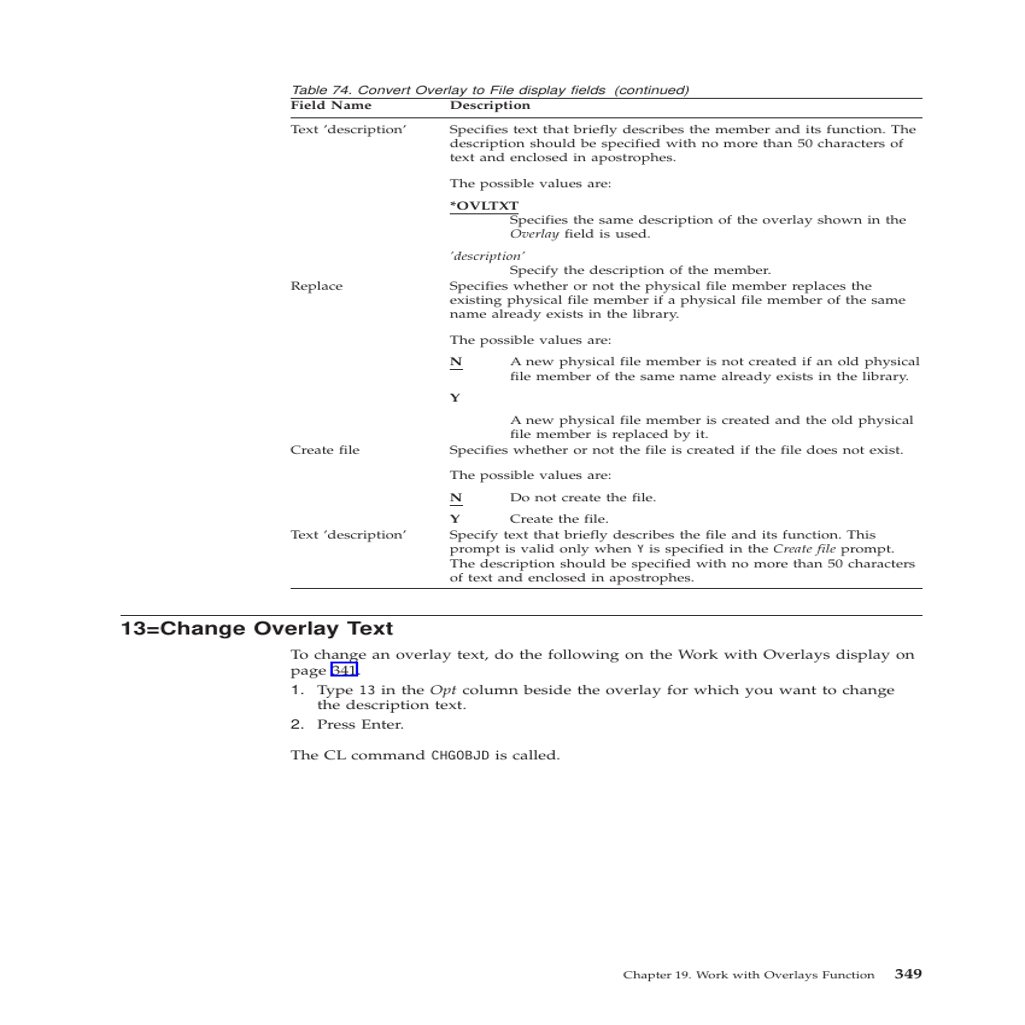 Table 74. Convert Overlay to File display fields (continued)
Field Name Description
Text ’description’ Specifies text that briefly describes the member and its function. The
description should be specified with no more than 50 characters of
text and enclosed in apostrophes.
The possible values are:
*OVLTXT
Specifies the same description of the overlay shown in the
Overlay field is used.
’description’
Specify the description of the member.
Replace Specifies whether or not the physical file member replaces the
existing physical file member if a physical file member of the same
name already exists in the library.
The possible values are:
N A new physical file member is not created if an old physical
file member of the same name already exists in the library.
Y
A new physical file member is created and the old physical
file member is replaced by it.
Create file Specifies whether or not the file is created if the file does not exist.
The possible values are:
N Do not create the file.
Y Create the file.
Text ’description’ Specify text that briefly describes the file and its function. This
prompt is valid only when Y is specified in the Create file prompt.
The description should be specified with no more than 50 characters
of text and enclosed in apostrophes.
13=Change Overlay Text
To change an overlay text, do the following on the Work with Overlays display on
page 341.
1. Type 13 in the Opt column beside the overlay for which you want to change
the description text.
2. Press Enter.
The CL command CHGOBJD is called.
Chapter 19. Work with Overlays Function 349